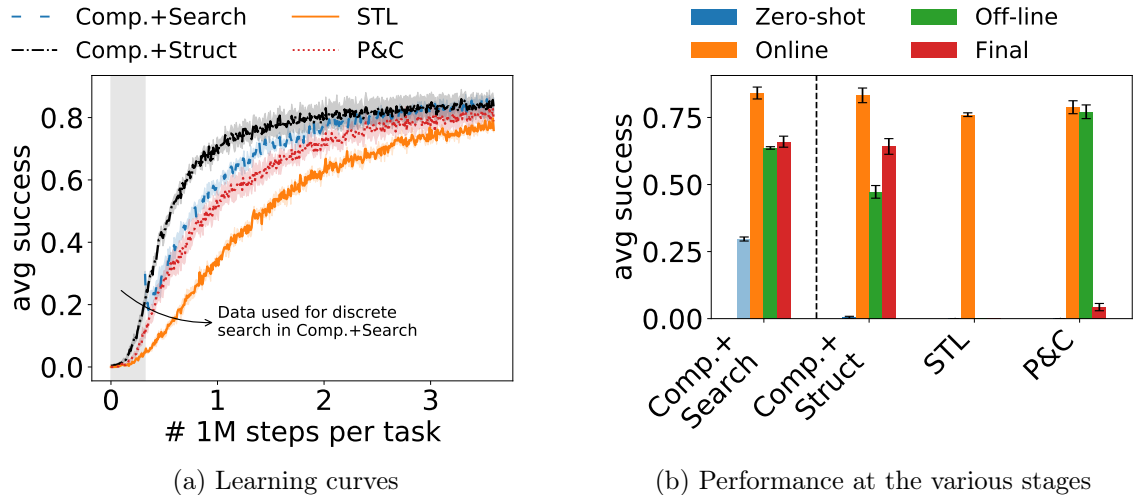 Comp.+Search
STL
Comp.+Struct
P&C
avg success
0.8
0.6
0.4
0.2
0.0
Data used for discrete
search in Comp.+Search
0 1 2 3
# 1M steps per task
(a) Learning curves
Zero-shot
Off-line
Online
Final
avg success
0.75
0.50
0.25
0.00
Comp.+
Search
Comp.+
Struct
STL
P&C
(b) Performance at the various stages